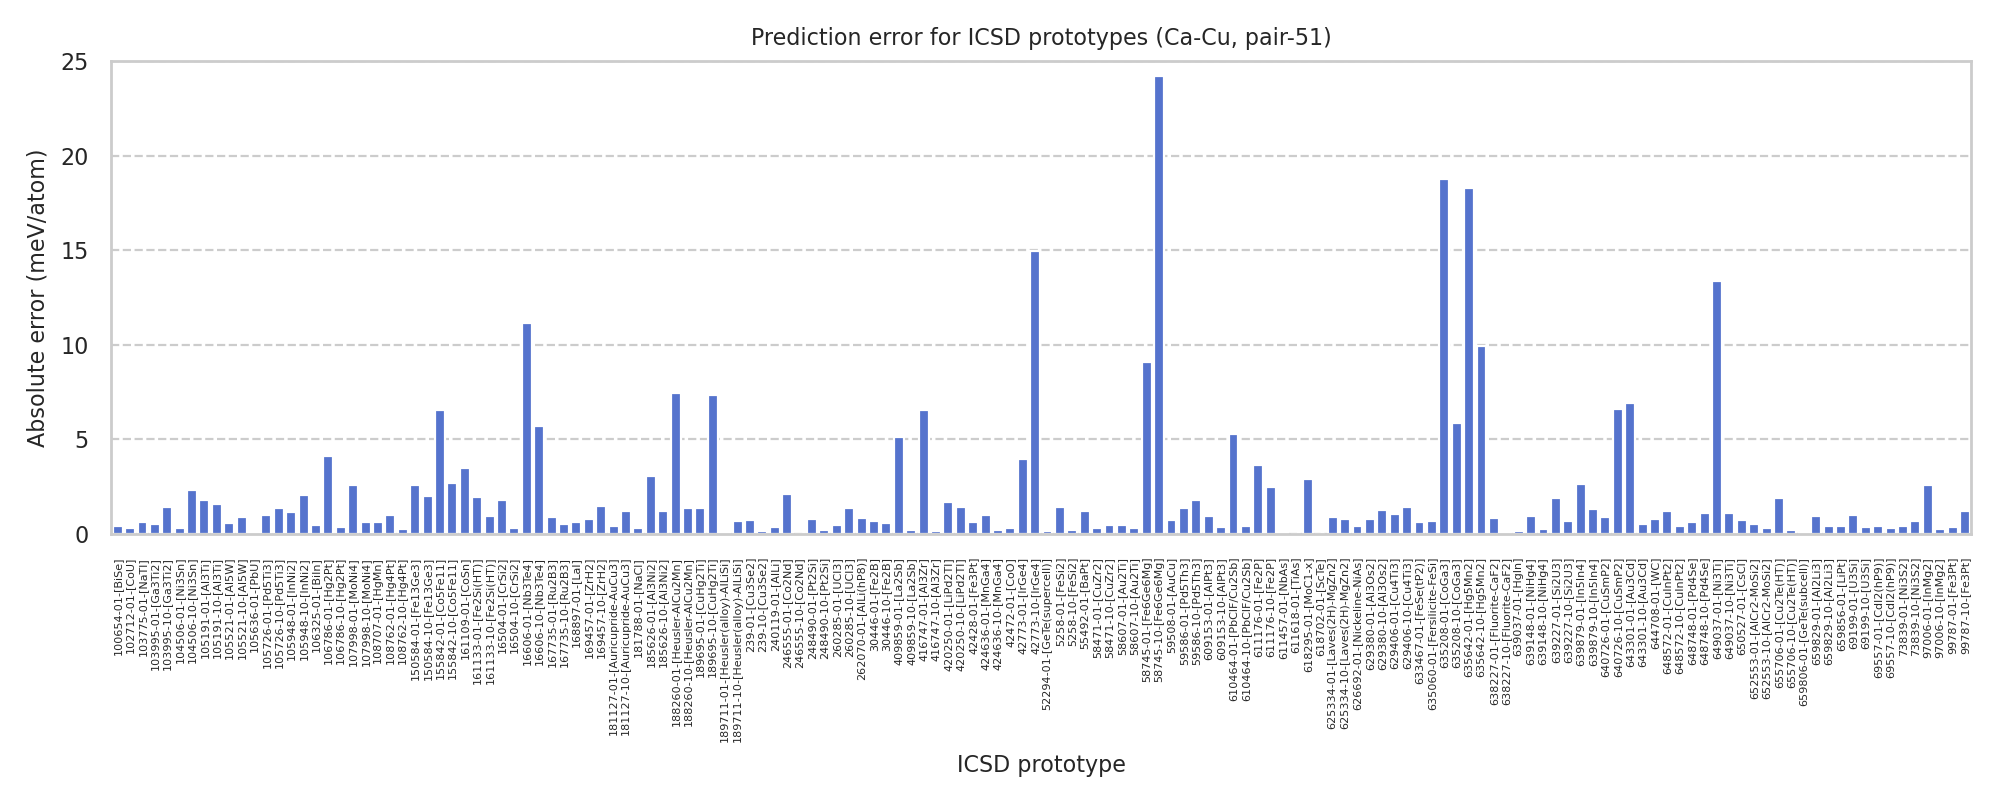 Prediction error for ICSD prototypes (Ca-Cu, pair-51)
Absolute error (meV/atom)
25
20
15
10
5
0
100654-01-[BiSe]
102712-01-[CoU]
103775-01-[NaTl]
103995-01-[Ga3Ti2]
103995-10-[Ga3Ti2]
104506-01-[Ni3Sn]
104506-10-[Ni3Sn]
105191-01-[Al3Ti]
105191-10-[Al3Ti]
105521-01-[Al5W]
105521-10-[Al5W]
105636-01-[PbU]
105726-01-[Pd5Ti3]
105726-10-[Pd5Ti3]
105948-01-[InNi2]
105948-10-[InNi2]
106325-01-[BiIn]
106786-01-[Hg2Pt]
106786-10-[Hg2Pt]
107998-01-[MoNi4]
107998-10-[MoNi4]
108707-01-[HgMn]
108762-01-[Hg4Pt]
108762-10-[Hg4Pt]
150584-01-[Fe13Ge3]
150584-10-[Fe13Ge3]
155842-01-[Co5Fe11]
155842-10-[Co5Fe11]
161109-01-[CoSn]
161133-01-[Fe2Si(HT)]
161133-10-[Fe2Si(HT)]
16504-01-[CrSi2]
16504-10-[CrSi2]
16606-01-[Nb3Te4]
16606-10-[Nb3Te4]
167735-01-[Ru2B3]
167735-10-[Ru2B3]
168897-01-[LaI]
169457-01-[ZrH2]
169457-10-[ZrH2]
181127-01-[Auricupride-AuCu3]
181127-10-[Auricupride-AuCu3]
181788-01-[NaCl]
185626-01-[Al3Ni2]
185626-10-[Al3Ni2]
188260-01-[Heusler-AlCu2Mn]
188260-10-[Heusler-AlCu2Mn]
189695-01-[CuHg2Ti]
189695-10-[CuHg2Ti]
189711-01-[Heusler(alloy)-AlLiSi]
189711-10-[Heusler(alloy)-AlLiSi]
239-01-[Cu3Se2]
239-10-[Cu3Se2]
240119-01-[AlLi]
246555-01-[Co2Nd]
246555-10-[Co2Nd]
248490-01-[Pt2Si]
248490-10-[Pt2Si]
260285-01-[UCl3]
260285-10-[UCl3]
262070-01-[AlLi(hP8)]
30446-01-[Fe2B]
30446-10-[Fe2B]
409859-01-[La2Sb]
409859-10-[La2Sb]
416747-01-[Al3Zr]
416747-10-[Al3Zr]
420250-01-[LiPd2Tl]
420250-10-[LiPd2Tl]
42428-01-[Fe3Pt]
424636-01-[MnGa4]
424636-10-[MnGa4]
42472-01-[CoO]
42773-01-[IrGe4]
42773-10-[IrGe4]
52294-01-[GeTe(supercell)]
5258-01-[FeSi2]
5258-10-[FeSi2]
55492-01-[BaPt]
58471-01-[CuZr2]
58471-10-[CuZr2]
58607-01-[Au2Ti]
58607-10-[Au2Ti]
58745-01-[Fe6Ge6Mg]
58745-10-[Fe6Ge6Mg]
59508-01-[AuCu]
59586-01-[Pd5Th3]
59586-10-[Pd5Th3]
609153-01-[AlPt3]
609153-10-[AlPt3]
610464-01-[PbClF/Cu2Sb]
610464-10-[PbClF/Cu2Sb]
611176-01-[Fe2P]
611176-10-[Fe2P]
611457-01-[NbAs]
611618-01-[TiAs]
618295-01-[MoC1-x]
618702-01-[ScTe]
625334-01-[Laves(2H)-MgZn2]
625334-10-[Laves(2H)-MgZn2]
626692-01-[Nickeline-NiAs]
629380-01-[Al3Os2]
629380-10-[Al3Os2]
629406-01-[Cu4Ti3]
629406-10-[Cu4Ti3]
633467-01-[FeSe(tP2)]
635060-01-[Fersilicite-FeSi]
635208-01-[CoGa3]
635208-10-[CoGa3]
635642-01-[Hg5Mn2]
635642-10-[Hg5Mn2]
638227-01-[Fluorite-CaF2]
638227-10-[Fluorite-CaF2]
639037-01-[HgIn]
639148-01-[NiHg4]
639148-10-[NiHg4]
639227-01-[Si2U3]
639227-10-[Si2U3]
639879-01-[In5In4]
639879-10-[In5In4]
640726-01-[CuSmP2]
640726-10-[CuSmP2]
643301-01-[Au3Cd]
643301-10-[Au3Cd]
644708-01-[WC]
648572-01-[CuInPt2]
648572-10-[CuInPt2]
648748-01-[Pd4Se]
648748-10-[Pd4Se]
649037-01-[Ni3Ti]
649037-10-[Ni3Ti]
650527-01-[CsCl]
652553-01-[AlCr2-MoSi2]
652553-10-[AlCr2-MoSi2]
655706-01-[Cu2Te(HT)]
655706-10-[Cu2Te(HT)]
659806-01-[GeTe(subcell)]
659829-01-[Al2Li3]
659829-10-[Al2Li3]
659856-01-[LiPt]
69199-01-[U3Si]
69199-10-[U3Si]
69557-01-[CdI2(hP9)]
69557-10-[CdI2(hP9)]
73839-01-[Ni3S2]
73839-10-[Ni3S2]
97006-01-[InMg2]
97006-10-[InMg2]
99787-01-[Fe3Pt]
99787-10-[Fe3Pt]
ICSD prototype